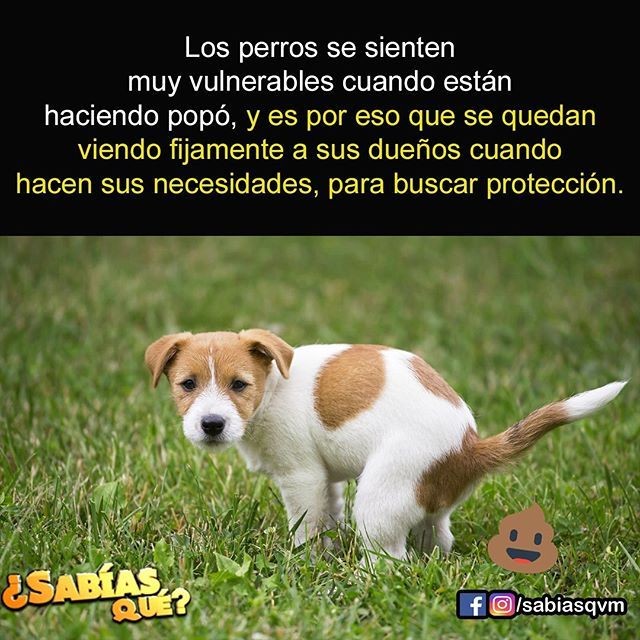 Los perros se sienten
muy vulnerables cuando están
haciendo popó, y es por eso que se quedan
viendo fijamente a sus dueños cuando
hacen sus necesidades, para buscar protección.
¿SABÍAS
QUE?
f /sabiasqvm